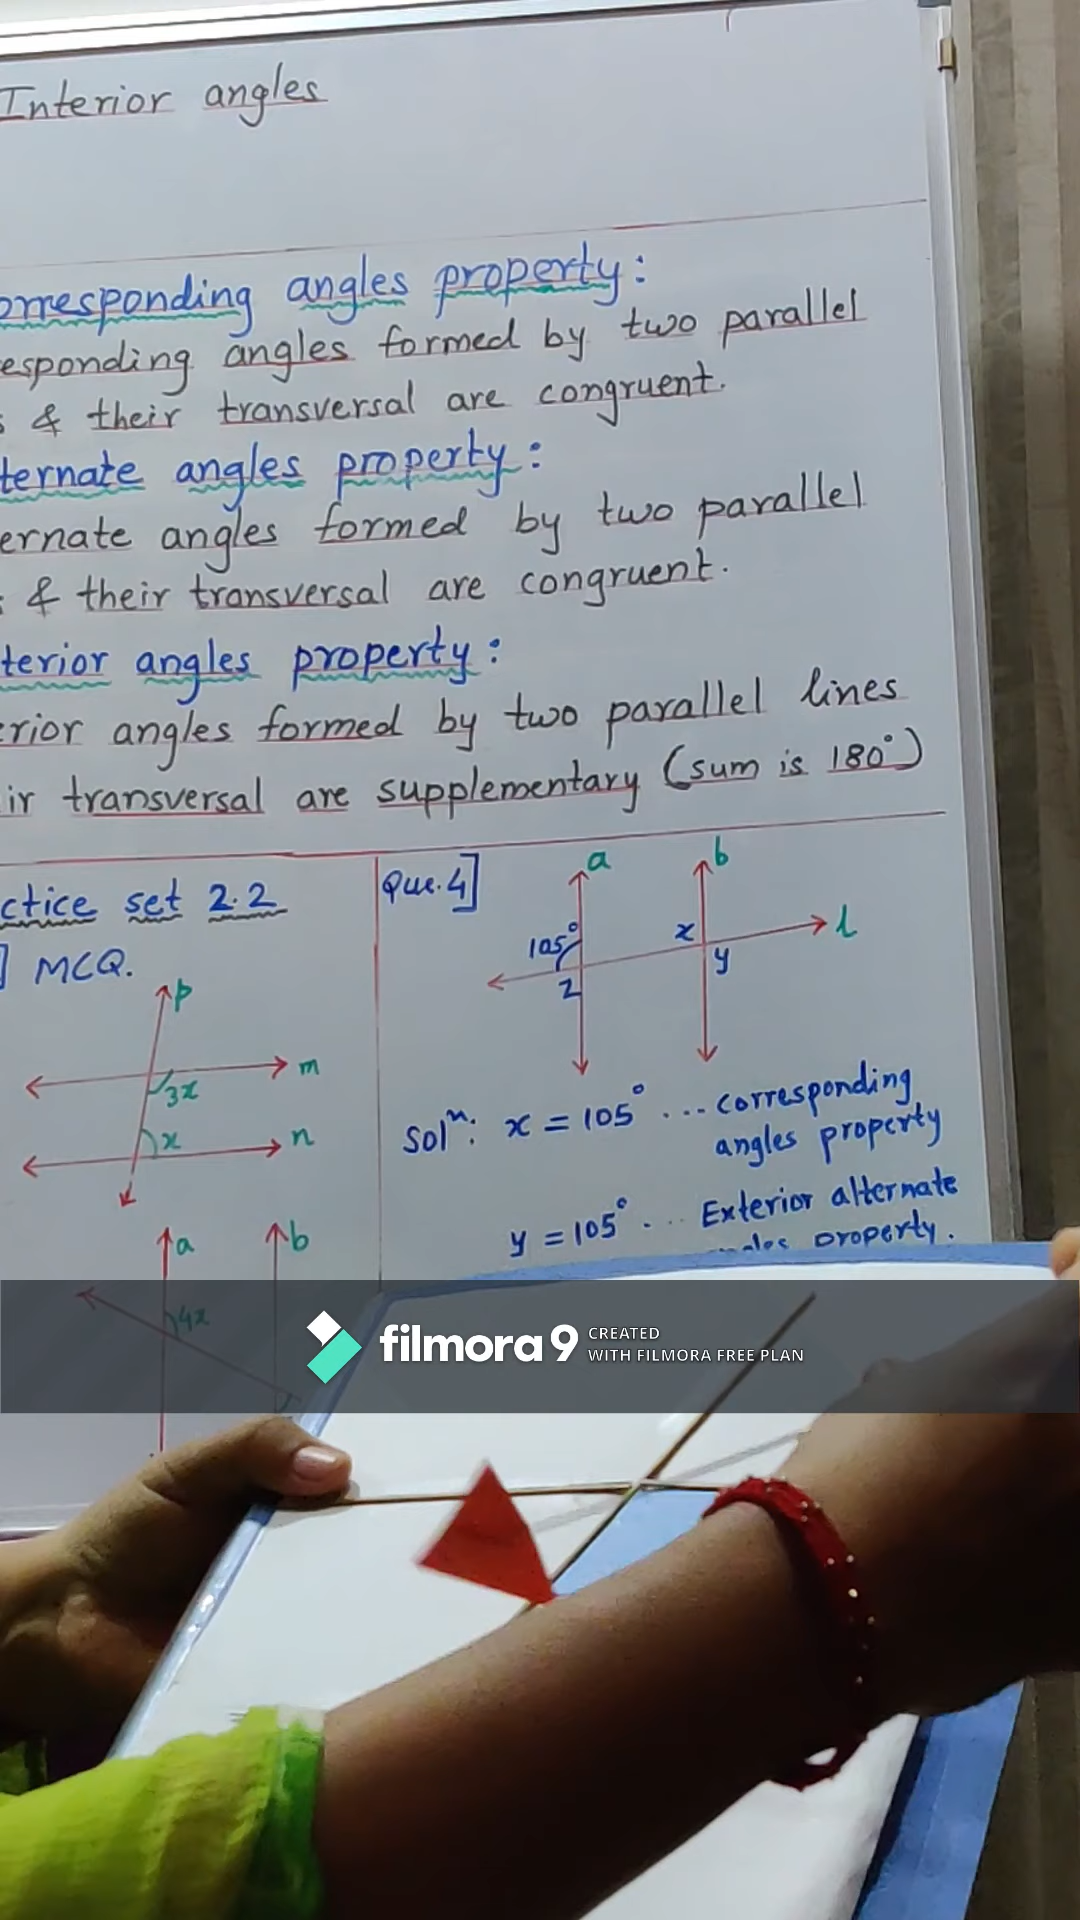 Interior angles
orresponding angles property:
esponding angles formed by two parallel
s & their transversal are congruent.
ternate angles property:
ernate angles formed by two parallel
s & their transversal are congruent.
terior angles property:
erior angles formed by two parallel lines
ir transversal are supplementary (sum is 180°)
ctice set 2.2
] MCQ.
p
m
3x
x
n
a
b
4x
Que. 4]
a
b
105°
x
l
y
z
Solⁿ: x = 105° ... corresponding
angles property
y = 105° ... Exterior alternate
property.
filmora9
CREATED
WITH FILMORA FREE PLAN